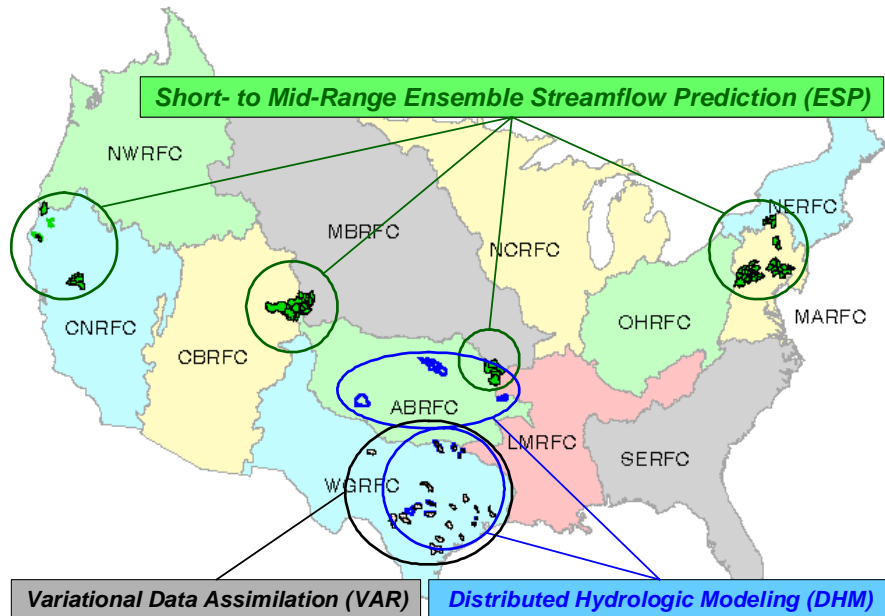 Short- to Mid-Range Ensemble Streamflow Prediction (ESP)
NWRFC
NERFC
MBRFC
NCRFC
CNRFC
OHRFC
MARFC
CBRFC
ABRFC
LMRFC
SERFC
WGRFC
Variational Data Assimilation (VAR)
Distributed Hydrologic Modeling (DHM)